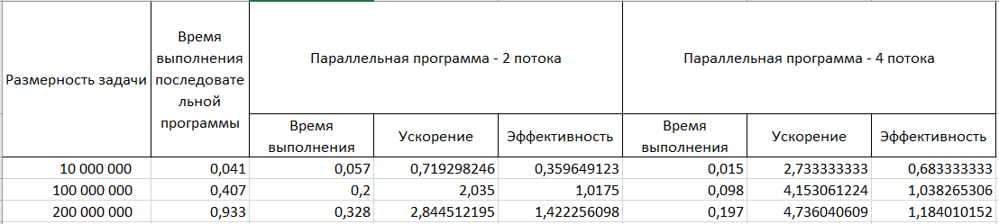 Размерность задачи
Время
выполнения
последовате
льной
программы
Параллельная программа - 2 потока
Параллельная программа - 4 потока
Время
выполнения
Ускорение
Эффективность
Время
выполнения
Ускорение
Эффективность
10 000 000 0,041 0,057 0,719298246 0,359649123 0,015 2,733333333 0,683333333
100 000 000 0,407 0,2 2,035 1,0175 0,098 4,153061224 1,038265306
200 000 000 0,933 0,328 2,844512195 1,422256098 0,197 4,736040609 1,184010152